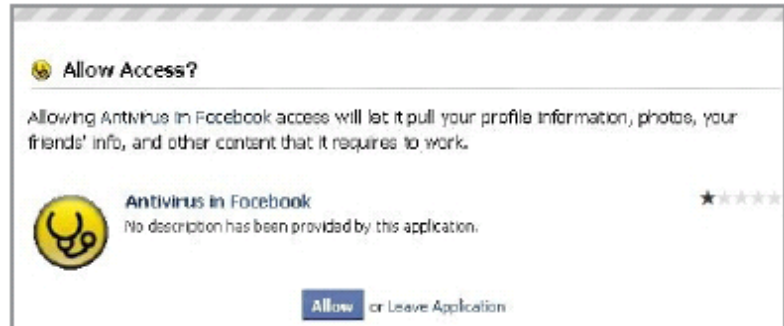 Allow Access?
Allowing Antivirus in Focebook access will let it pull your profile information, photos, your
friends' info, and other content that it requires to work.
Antivirus in Focebook
No description has been provided by this application.
Allow or Leave Application